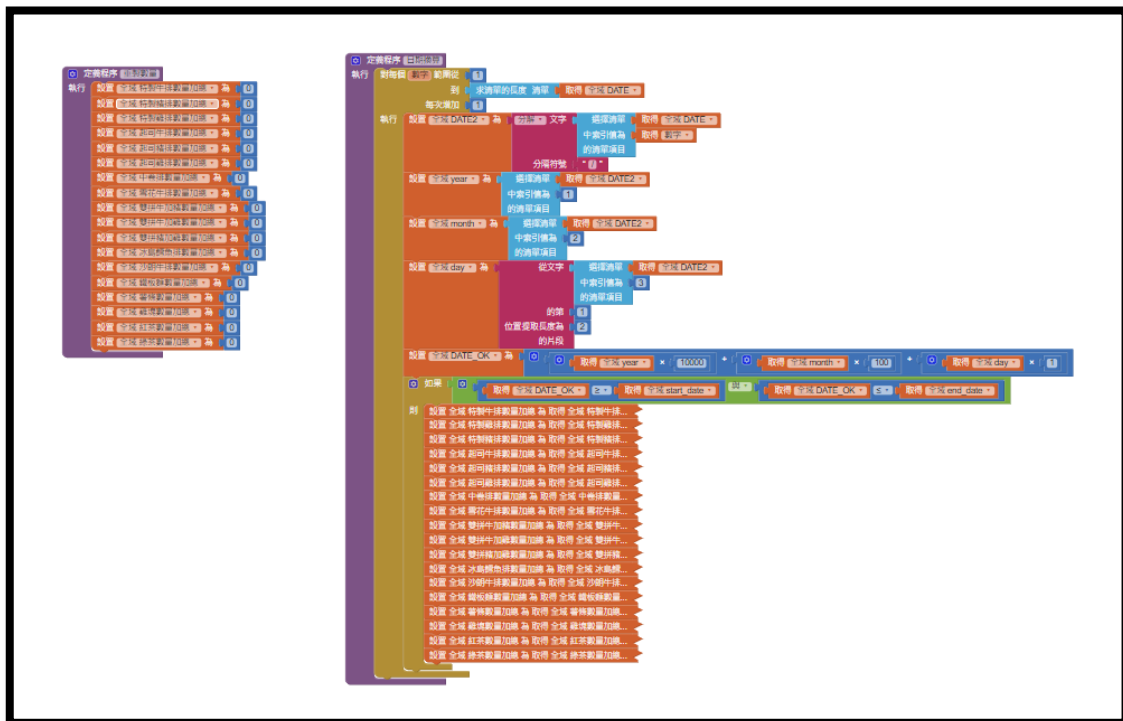 定義程序
執行 設置 全域 特製牛排數量加總 為 0
設置 全域 特製豬排數量加總 為 0
設置 全域 特製雞排數量加總 為 0
設置 全域 起司牛排數量加總 為 0
設置 全域 起司豬排數量加總 為 0
設置 全域 起司雞排數量加總 為 0
設置 全域 中卷排數量加總 為 0
設置 全域 雪花牛排數量加總 為 0
設置 全域 雙拼牛加豬數量加總 為 0
設置 全域 雙拼牛加雞數量加總 為 0
設置 全域 雙拼豬加雞數量加總 為 0
設置 全域 冰島鱈魚排數量加總 為 0
設置 全域 沙朗牛排數量加總 為 0
設置 全域 鐵板麵數量加總 為 0
設置 全域 薯條數量加總 為 0
設置 全域 雞塊數量加總 為 0
設置 全域 紅茶數量加總 為 0
設置 全域 綠茶數量加總 為 0
定義程序
執行 對每個 數字 範圍從 1
到 求清單的長度 清單 取得 全域 DATE
每次增加 1
執行 設置 全域 DATE2 為 分解 文字 選擇清單 取得 全域 DATE
中索引值為 取得 數字
的清單項目
分隔符號 " / "
設置 全域 year 為 選擇清單 取得 全域 DATE2
中索引值為 1
的清單項目
設置 全域 month 為 選擇清單 取得 全域 DATE2
中索引值為 2
的清單項目
設置 全域 day 為 從文字 選擇清單 取得 全域 DATE2
中索引值為 3
的清單項目
的第 1
位置提取長度為 2
的片段
設置 全域 DATE_OK 為 取得 全域 year × 10000 + 取得 全域 month × 100 + 取得 全域 day × 1
如果 取得 全域 DATE_OK ≥ 取得 全域 start_date 與 取得 全域 DATE_OK ≤ 取得 全域 end_date
則 設置 全域 特製牛排數量加總 為 取得 全域 特製牛排...
設置 全域 特製雞排數量加總 為 取得 全域 特製雞排...
設置 全域 特製豬排數量加總 為 取得 全域 特製豬排...
設置 全域 起司牛排數量加總 為 取得 全域 起司牛排...
設置 全域 起司豬排數量加總 為 取得 全域 起司豬排...
設置 全域 起司雞排數量加總 為 取得 全域 起司雞排...
設置 全域 中卷排數量加總 為 取得 全域 中卷排數量...
設置 全域 雪花牛排數量加總 為 取得 全域 雪花牛排...
設置 全域 雙拼牛加豬數量加總 為 取得 全域 雙拼牛...
設置 全域 雙拼牛加雞數量加總 為 取得 全域 雙拼牛...
設置 全域 雙拼豬加雞數量加總 為 取得 全域 雙拼豬...
設置 全域 冰島鱈魚排數量加總 為 取得 全域 冰島鱈...
設置 全域 沙朗牛排數量加總 為 取得 全域 沙朗牛排...
設置 全域 鐵板麵數量加總 為 取得 全域 鐵板麵數量...
設置 全域 薯條數量加總 為 取得 全域 薯條數量加總...
設置 全域 雞塊數量加總 為 取得 全域 雞塊數量加總...
設置 全域 紅茶數量加總 為 取得 全域 紅茶數量加總...
設置 全域 綠茶數量加總 為 取得 全域 綠茶數量加總...